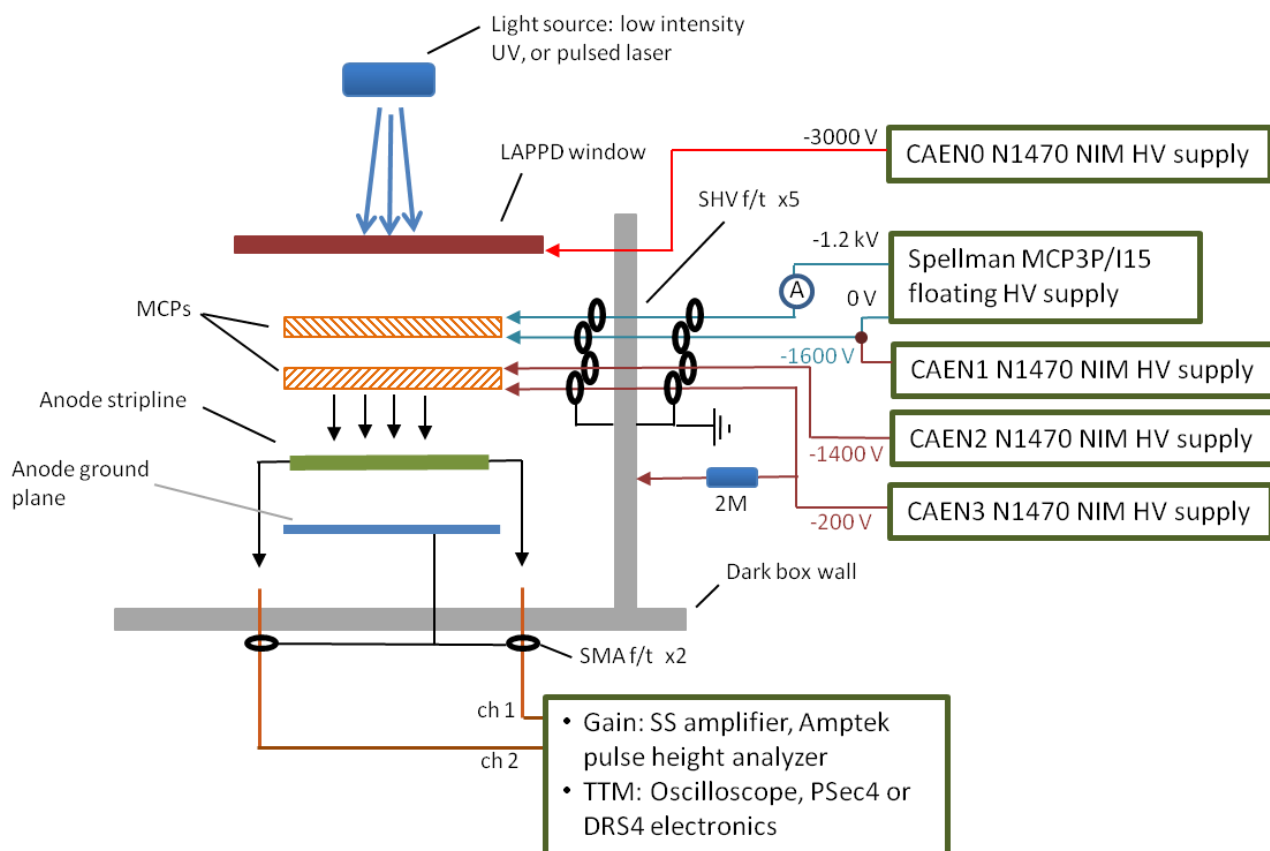 Light source: low intensity
UV, or pulsed laser
-3000 V
CAEN0 N1470 NIM HV supply
LAPPD window
SHV f/t x5
-1.2 kV
Spellman MCP3P/I15
floating HV supply
A
0 V
MCPs
-1600 V
CAEN1 N1470 NIM HV supply
Anode stripline
CAEN2 N1470 NIM HV supply
-1400 V
Anode ground
plane
2M
-200 V
CAEN3 N1470 NIM HV supply
Dark box wall
SMA f/t x2
ch 1
ch 2
• Gain: SS amplifier, Amptek
pulse height analyzer
• TTM: Oscilloscope, PSec4 or
DRS4 electronics